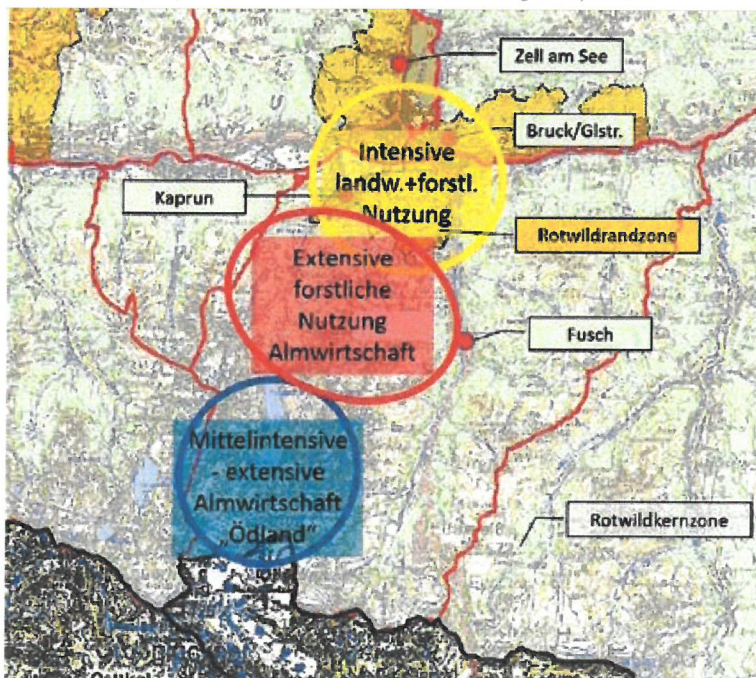 Zell am See
Bruck/Glstr.
Intensive
landw.+forstl.
Nutzung
Kaprun
Rotwildrandzone
Extensive
forstliche
Nutzung
Almwirtschaft
Fusch
Mittelintensive
- extensive
Almwirtschaft
„Ödland“
Rotwildkernzone